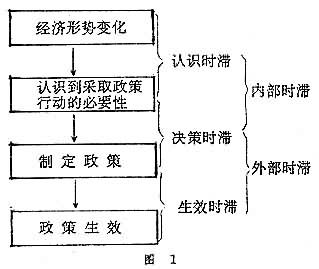 经济形势变化
认识时滞
认识到采取政策
行动的必要性
内部时滞
决策时滞
制定政策
外部时滞
生效时滞
政策生效
图 1